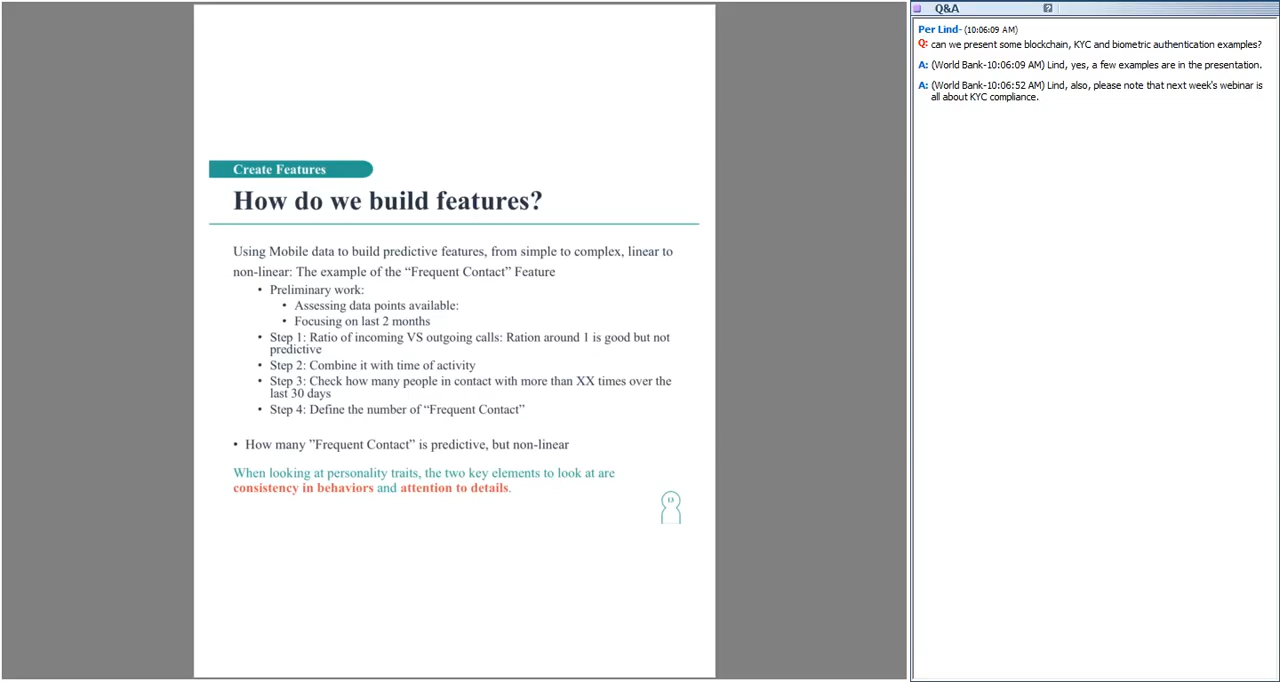 Create Features
How do we build features?
Using Mobile data to build predictive features, from simple to complex, linear to
non-linear: The example of the “Frequent Contact” Feature
• Preliminary work:
• Assessing data points available:
• Focusing on last 2 months
• Step 1: Ratio of incoming VS outgoing calls: Ration around 1 is good but not
predictive
• Step 2: Combine it with time of activity
• Step 3: Check how many people in contact with more than XX times over the
last 30 days
• Step 4: Define the number of “Frequent Contact”
• How many ”Frequent Contact” is predictive, but non-linear
When looking at personality traits, the two key elements to look at are
consistency in behaviors and attention to details.
13
Q&A
Per Lind- (10:06:09 AM)
Q: can we present some blockchain, KYC and biometric authentication examples?
A: (World Bank-10:06:09 AM) Lind, yes, a few examples are in the presentation.
A: (World Bank-10:06:52 AM) Lind, also, please note that next week's webinar is
all about KYC compliance.